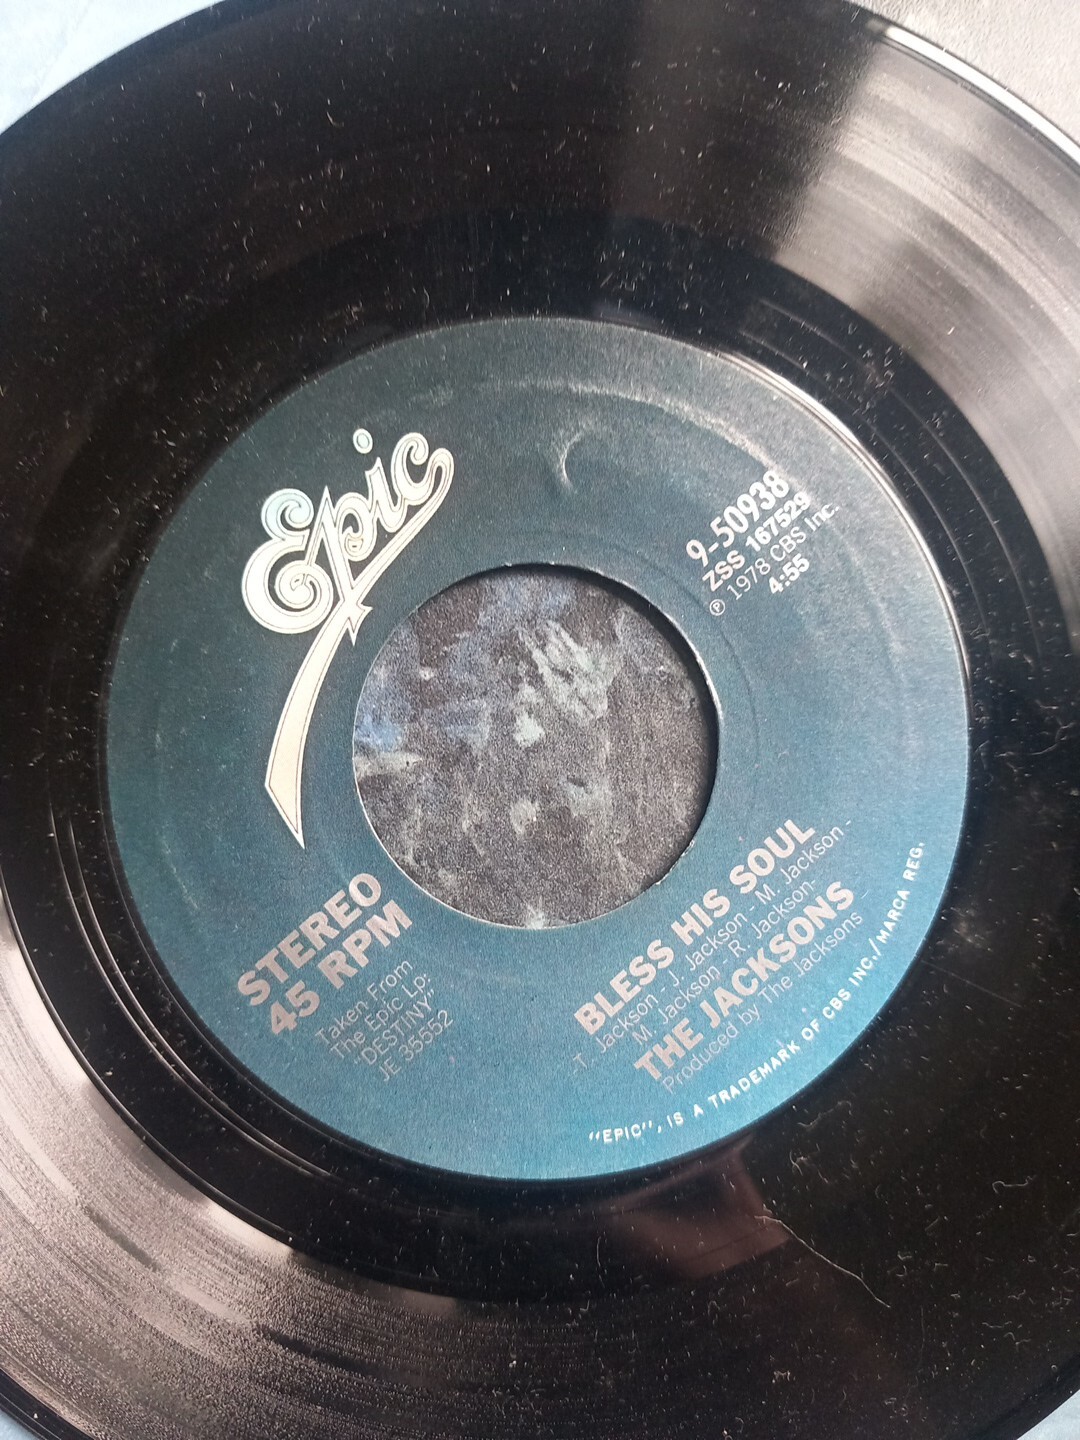 Epic
9-50938
ZSS 167529
℗ 1978 CBS Inc.
4:55
STEREO
45 RPM
Taken From
The Epic Lp:
"DESTINY"
JE 35552
BLESS HIS SOUL
-T. Jackson - J. Jackson - M. Jackson -
M. Jackson - R. Jackson-
THE JACKSONS
Produced by The Jacksons
"EPIC", IS A TRADEMARK OF CBS INC./MARCA REG.